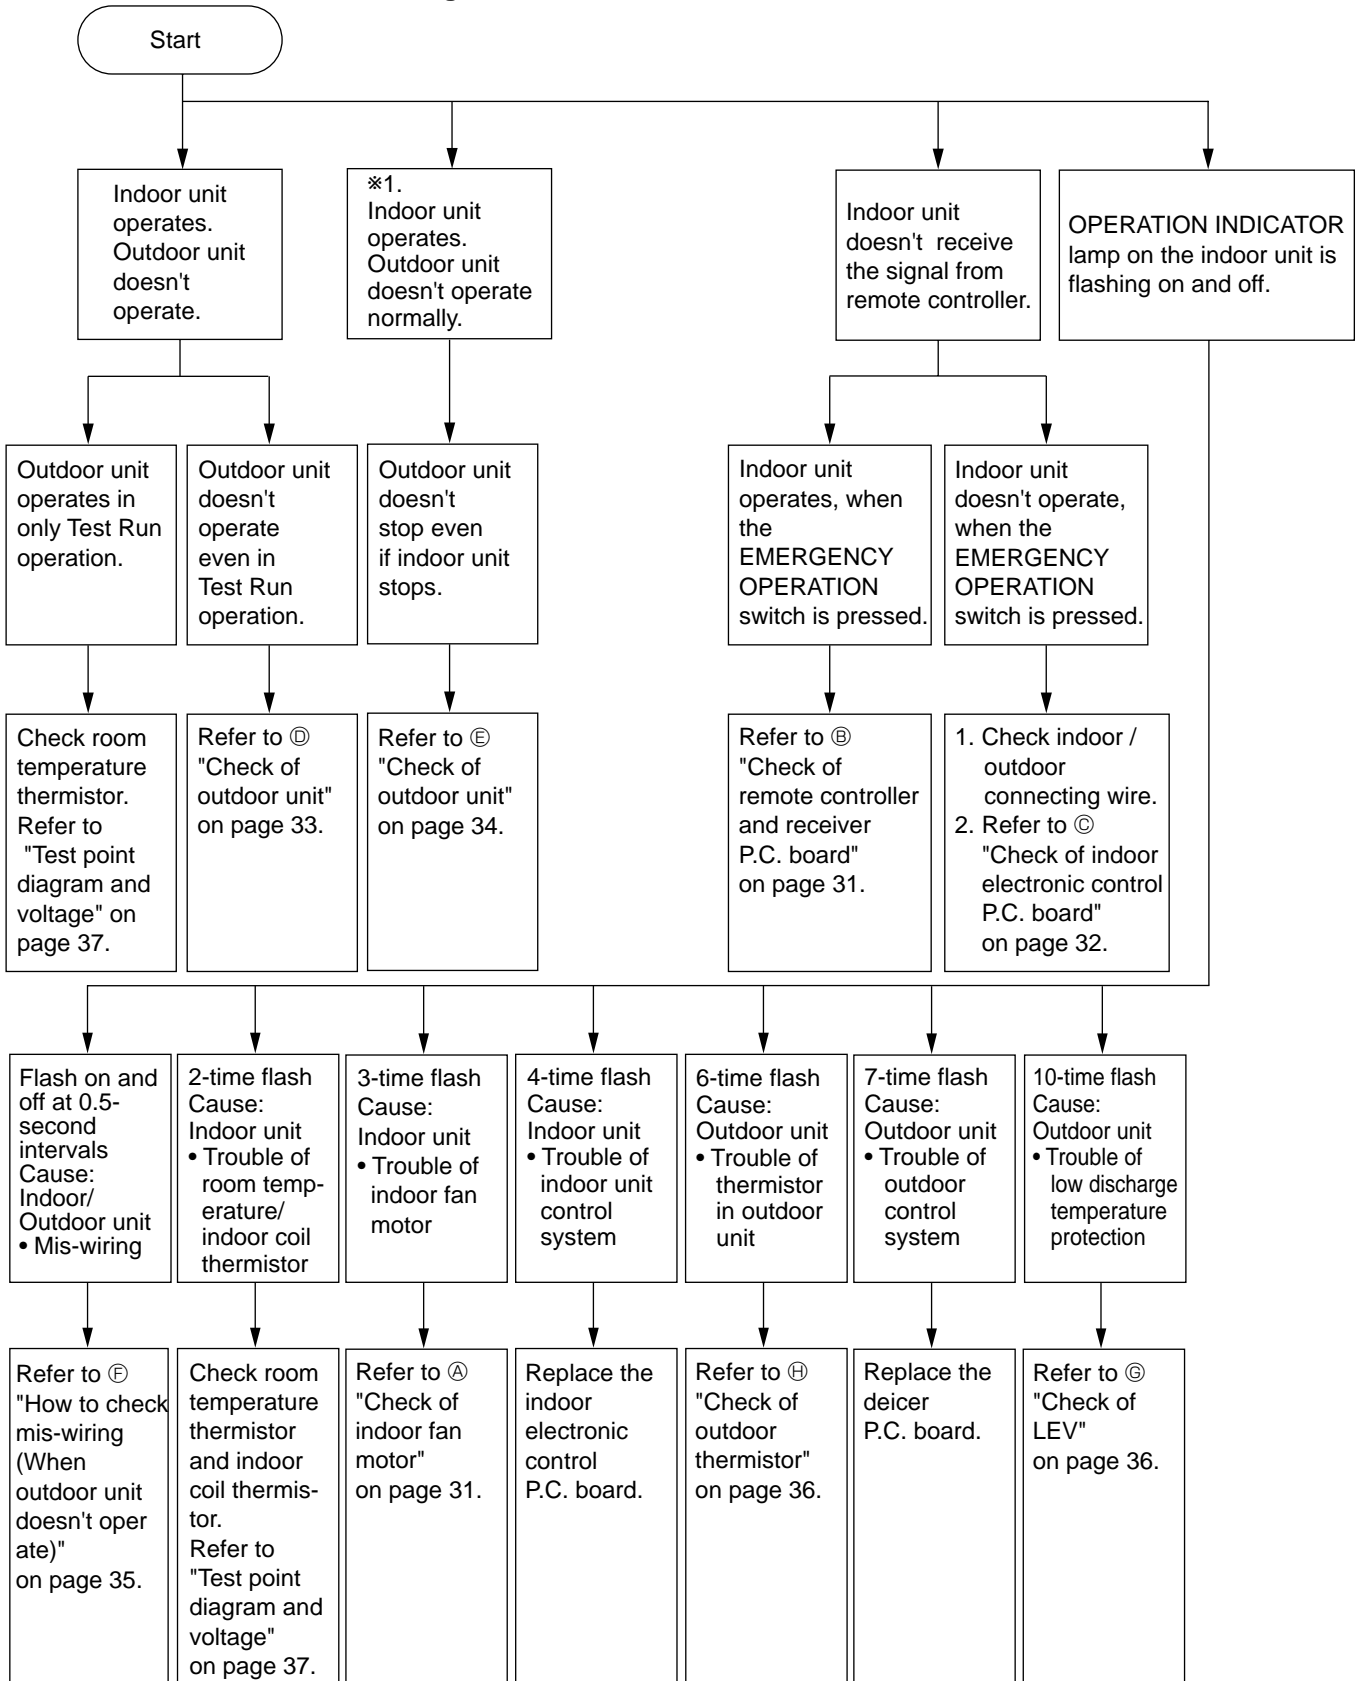 Start
Indoor unit
operates.
Outdoor unit
doesn't
operate.
※1.
Indoor unit
operates.
Outdoor unit
doesn't operate
normally.
Indoor unit
doesn't receive
the signal from
remote controller.
OPERATION INDICATOR
lamp on the indoor unit is
flashing on and off.
Outdoor unit
operates in
only Test Run
operation.
Outdoor unit
doesn't
operate
even in
Test Run
operation.
Outdoor unit
doesn't
stop even
if indoor unit
stops.
Indoor unit
operates, when
the
EMERGENCY
OPERATION
switch is pressed.
Indoor unit
doesn't operate,
when the
EMERGENCY
OPERATION
switch is pressed.
Check room
temperature
thermistor.
Refer to
"Test point
diagram and
voltage" on
page 37.
Refer to Ⓓ
"Check of
outdoor unit"
on page 33.
Refer to Ⓔ
"Check of
outdoor unit"
on page 34.
Refer to Ⓑ
"Check of
remote controller
and receiver
P.C. board"
on page 31.
1. Check indoor /
outdoor
connecting wire.
2. Refer to Ⓒ
"Check of indoor
electronic control
P.C. board"
on page 32.
Flash on and
off at 0.5-
second
intervals
Cause:
Indoor/
Outdoor unit
• Mis-wiring
2-time flash
Cause:
Indoor unit
• Trouble of
room temp-
erature/
indoor coil
thermistor
3-time flash
Cause:
Indoor unit
• Trouble of
indoor fan
motor
4-time flash
Cause:
Indoor unit
• Trouble of
indoor unit
control
system
6-time flash
Cause:
Outdoor unit
• Trouble of
thermistor
in outdoor
unit
7-time flash
Cause:
Outdoor unit
• Trouble of
outdoor
control
system
10-time flash
Cause:
Outdoor unit
• Trouble of
low discharge
temperature
protection
Refer to Ⓕ
"How to check
mis-wiring
(When
outdoor unit
doesn't oper
ate)"
on page 35.
Check room
temperature
thermistor
and indoor
coil thermis-
tor.
Refer to
"Test point
diagram and
voltage"
on page 37.
Refer to Ⓐ
"Check of
indoor fan
motor"
on page 31.
Replace the
indoor
electronic
control
P.C. board.
Refer to Ⓗ
"Check of
outdoor
thermistor"
on page 36.
Replace the
deicer
P.C. board.
Refer to Ⓖ
"Check of
LEV"
on page 36.